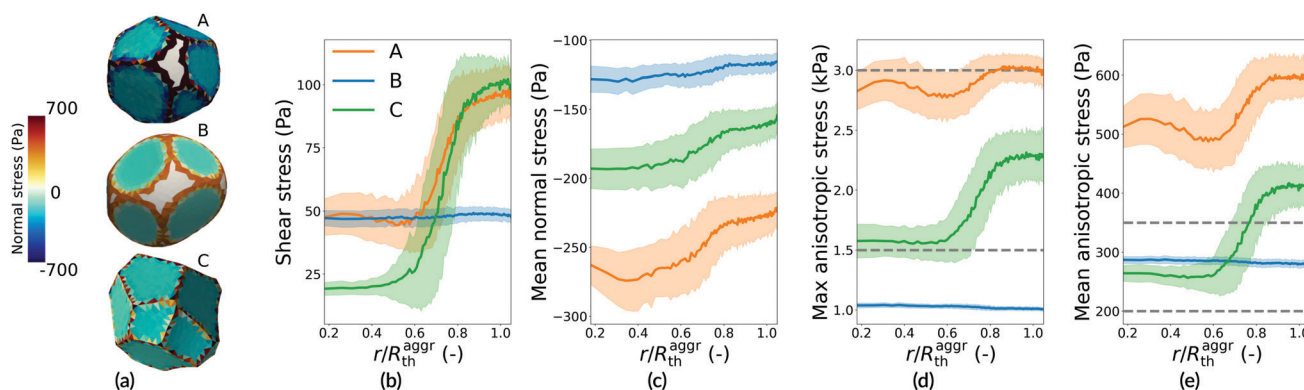 A
B
C
Normal stress (Pa)
700
0
-700
(a)
A
B
C
Shear stress (Pa)
100
75
50
25
0.2
0.4
0.6
0.8
1.0
r/R_th^aggr (-)
(b)
Mean normal stress (Pa)
−100
−150
−200
−250
−300
0.2
0.4
0.6
0.8
1.0
r/R_th^aggr (-)
(c)
Max anisotropic stress (kPa)
3.0
2.5
2.0
1.5
1.0
0.2
0.4
0.6
0.8
1.0
r/R_th^aggr (-)
(d)
Mean anisotropic stress (Pa)
600
500
400
300
200
0.2
0.4
0.6
0.8
1.0
r/R_th^aggr (-)
(e)